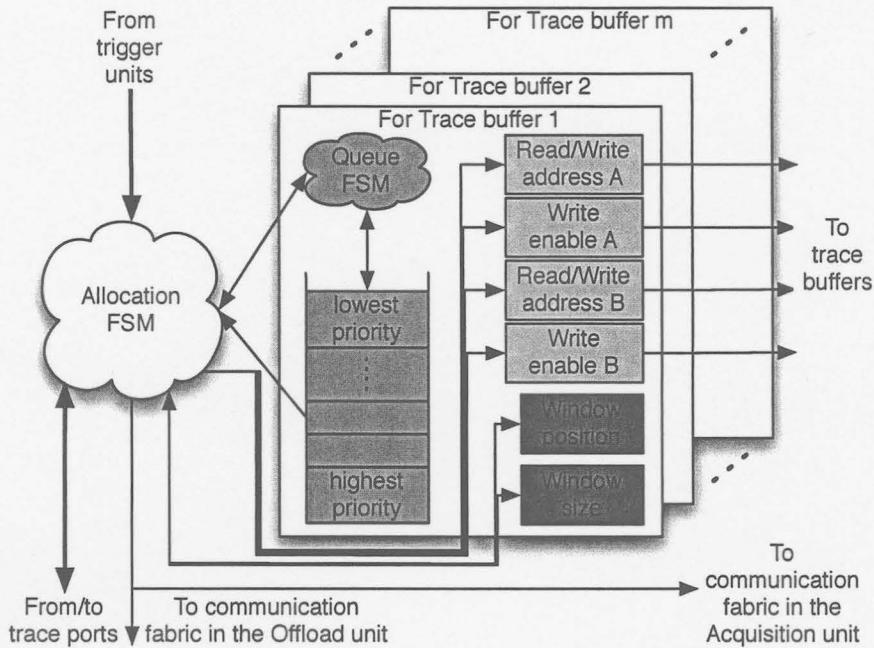 From
trigger
units
For Trace buffer m
For Trace buffer 2
For Trace buffer 1
Queue
FSM
Read/Write
address A
Write
enable A
Read/Write
address B
Write
enable B
To
trace
buffers
Allocation
FSM
lowest
priority
highest
priority
Window
position
Window
size
From/to
trace ports
To communication
fabric in the Offload unit
To
communication
fabric in the
Acquisition unit